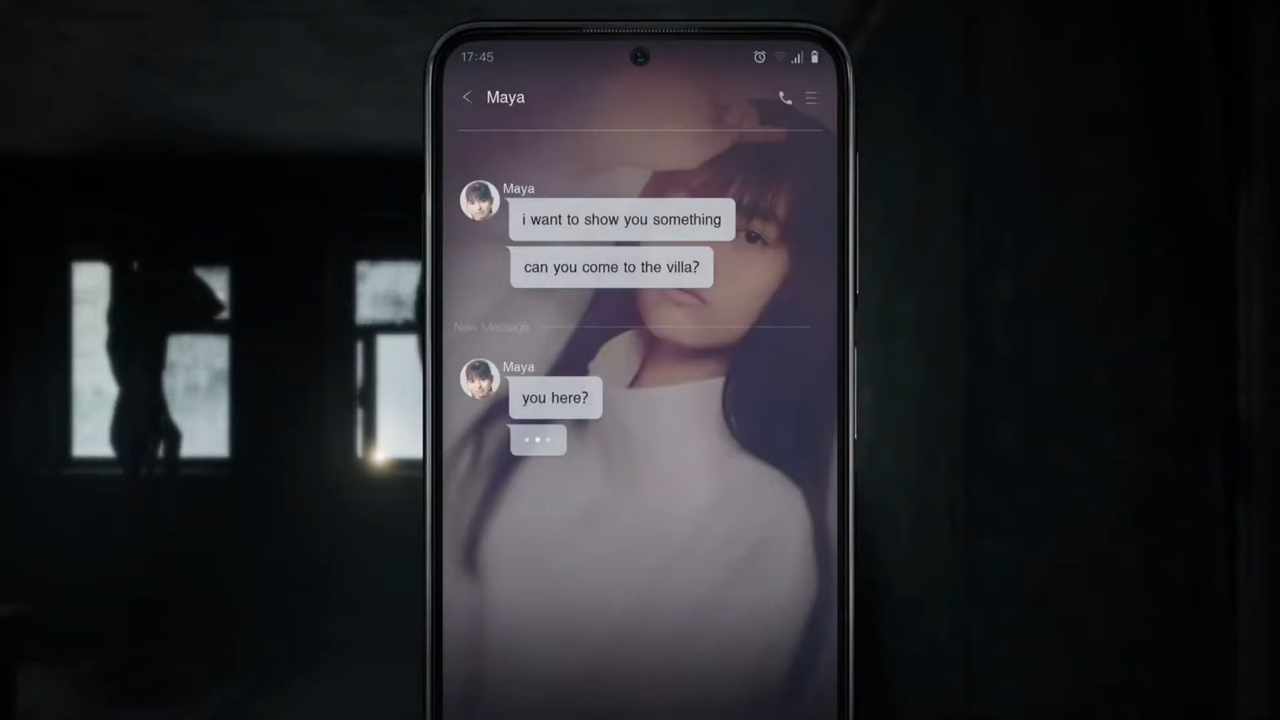 17:45
Maya
Maya
i want to show you something
can you come to the villa?
New Message
Maya
you here?